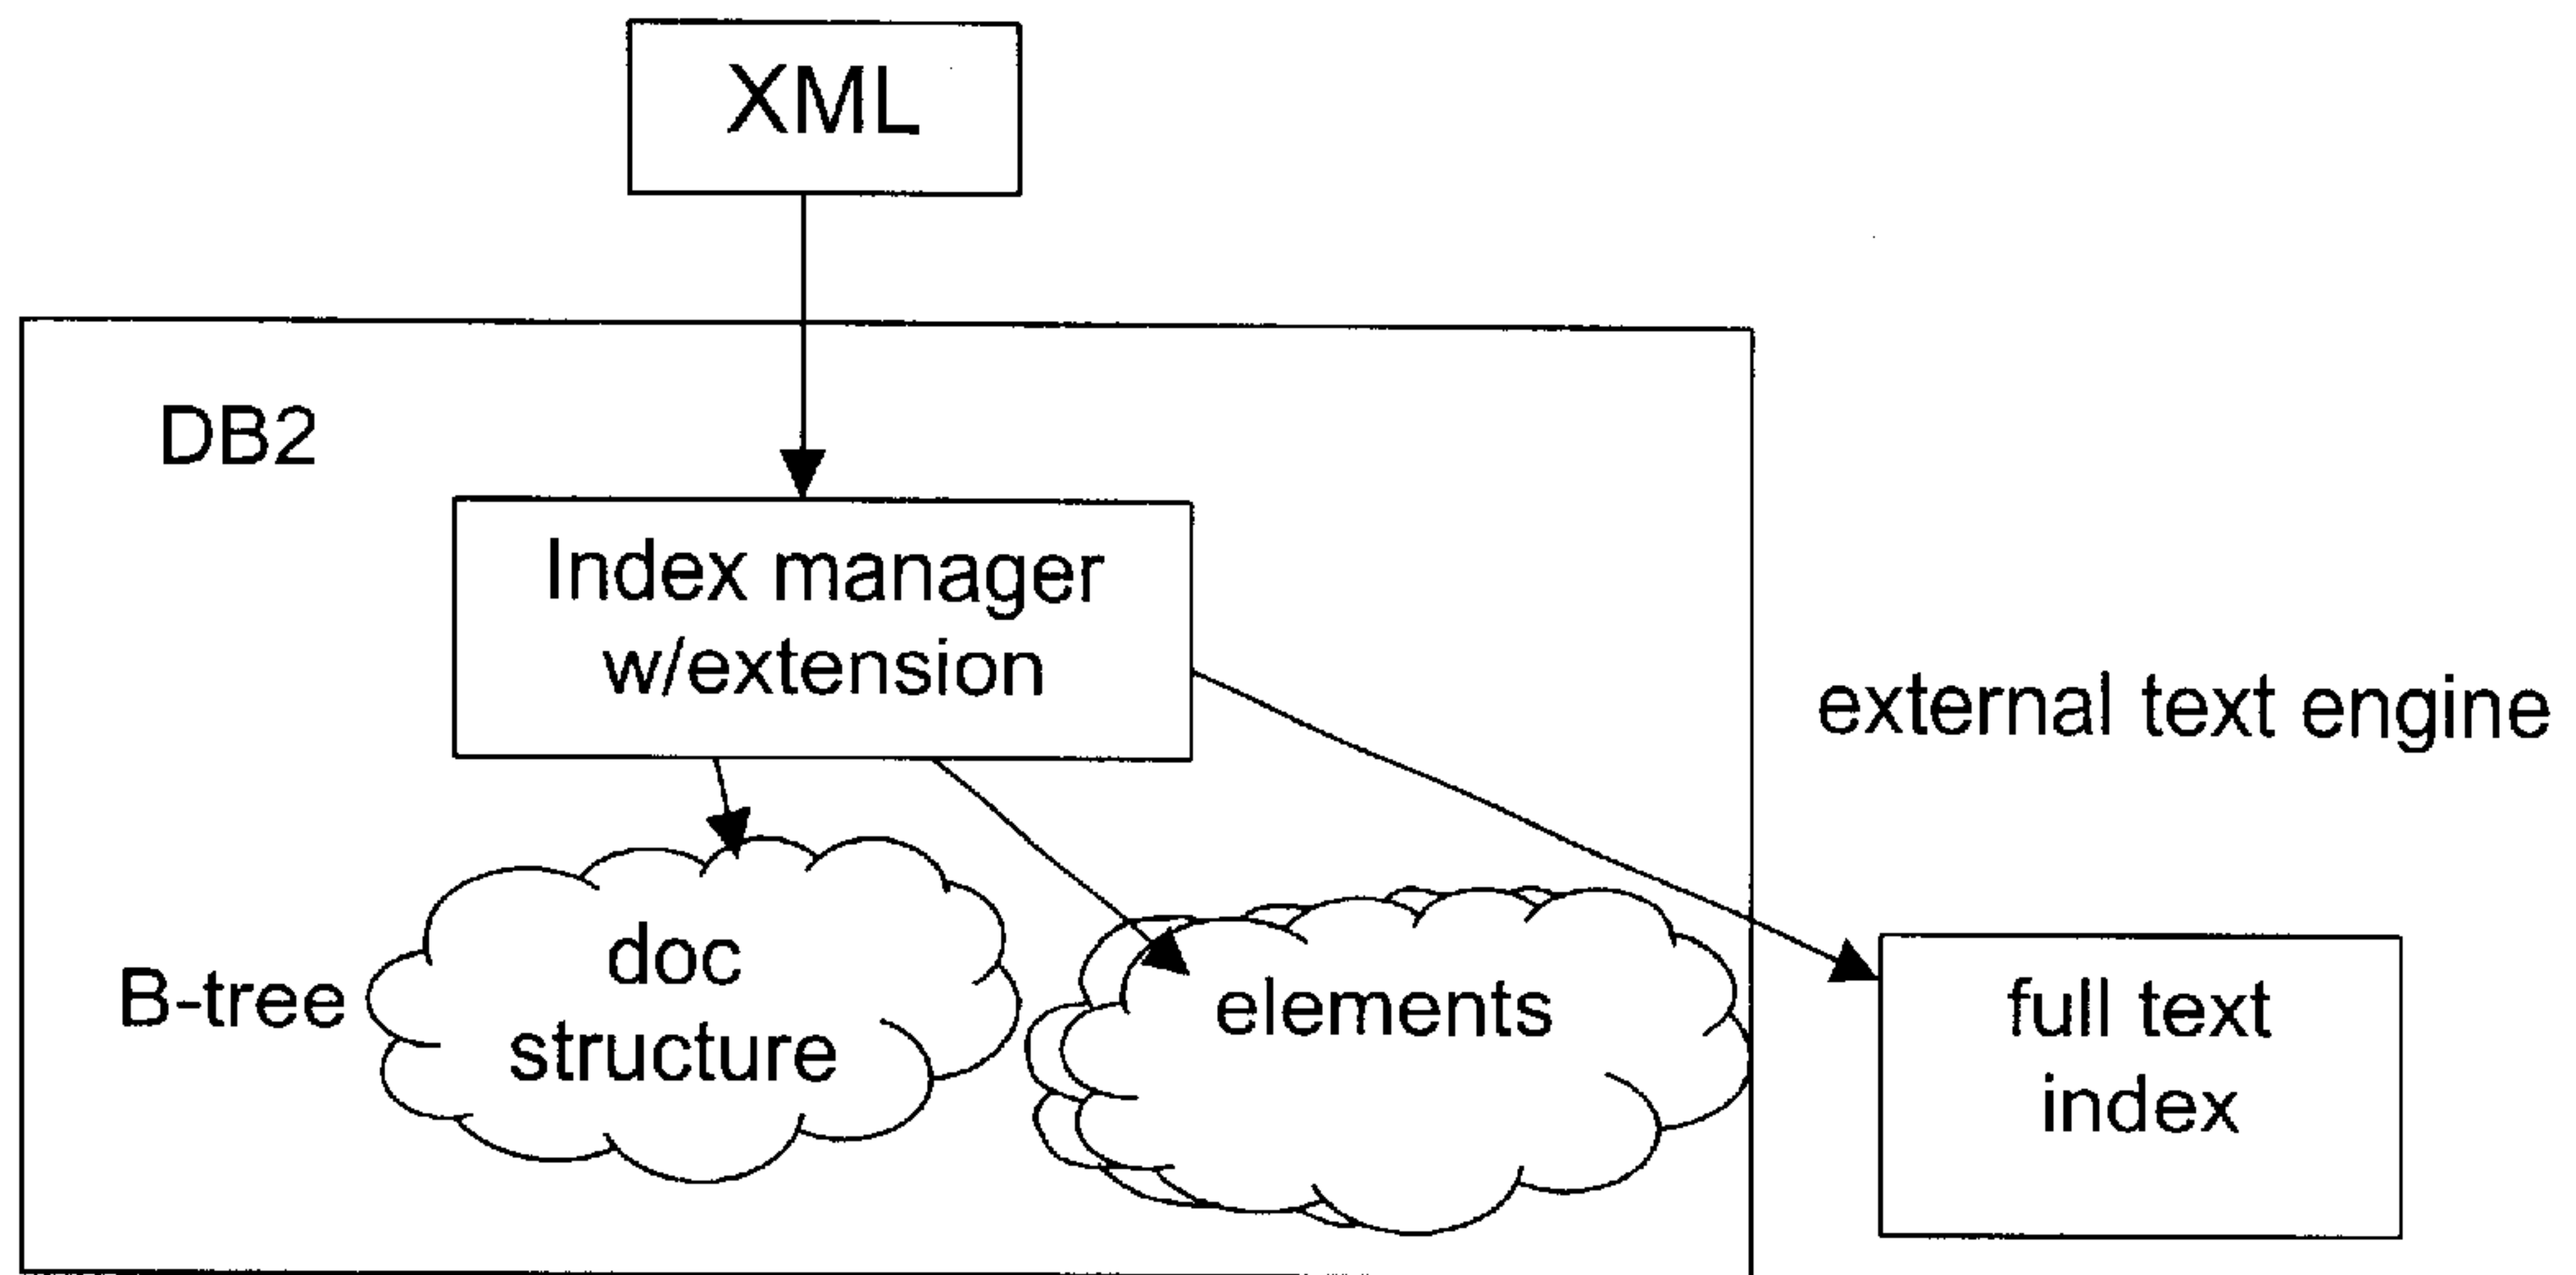 XML
DB2
Index manager
w/extension
external text engine
B-tree
doc
structure
elements
full text
index